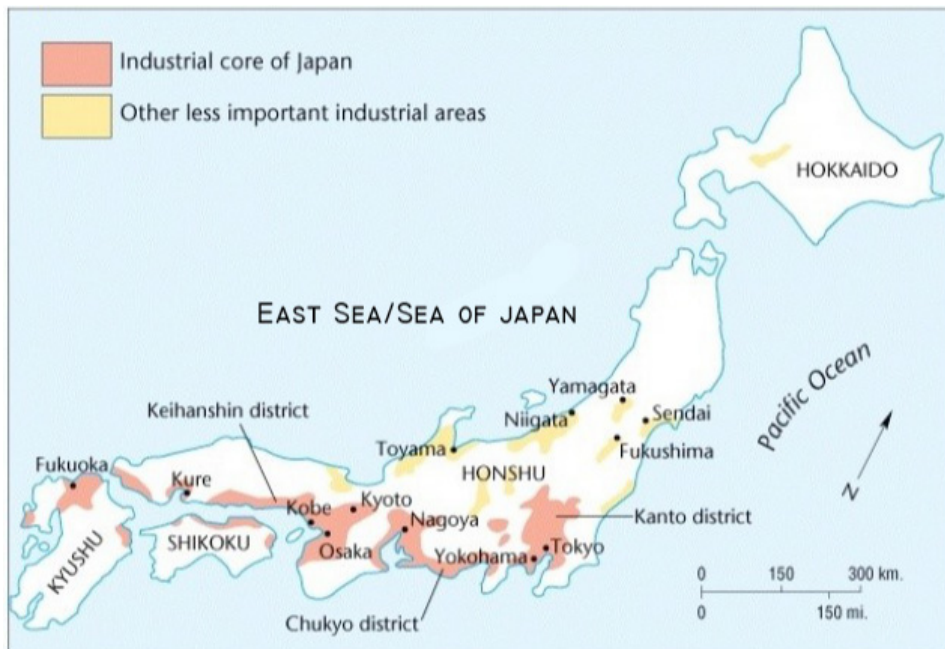 Industrial core of Japan
Other less important industrial areas
HOKKAIDO
EAST SEA/SEA OF JAPAN
Pacific Ocean
Yamagata
Keihanshin district
Niigata
Sendai
Toyama
Fukushima
Fukuoka
HONSHU
Kure
Kobe
Kyoto
Nagoya
Kanto district
KYUSHU
SHIKOKU
Osaka
Yokohama
Tokyo
Chukyo district
N
0 150 300 km.
0 150 mi.